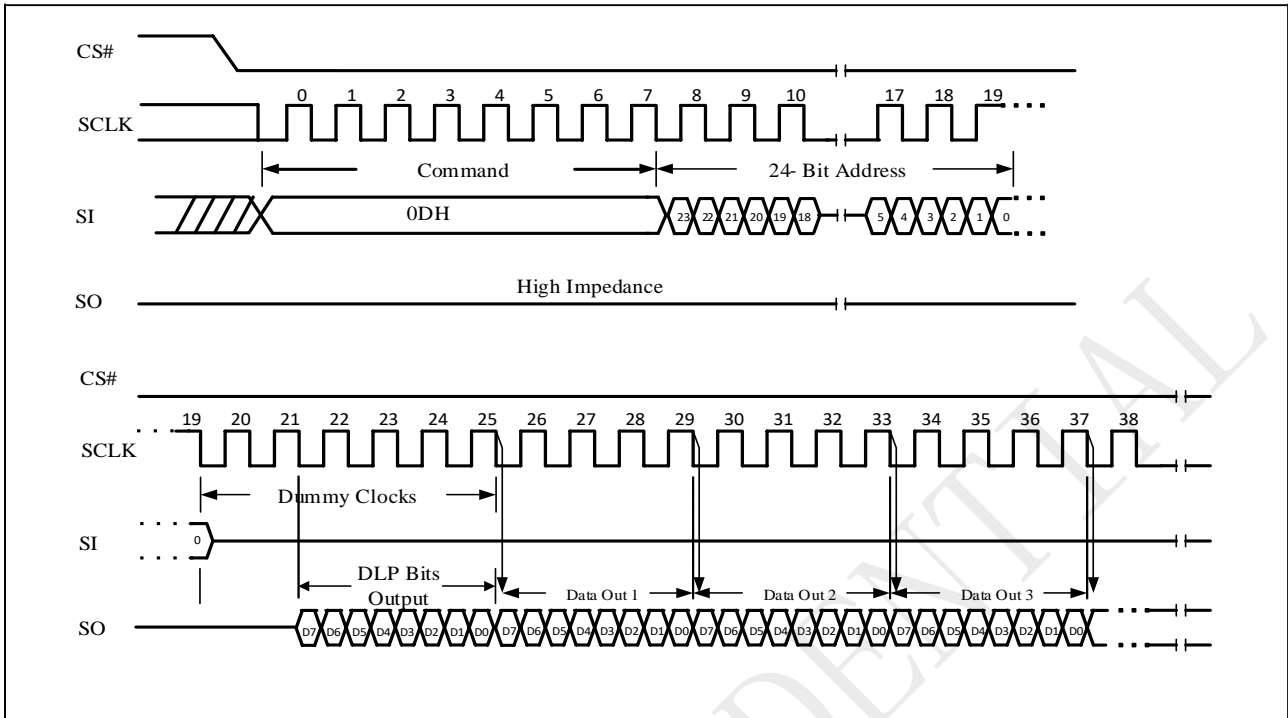 CS#
0 1 2 3 4 5 6 7 8 9 10 17 18 19
SCLK
Command 24- Bit Address
SI 0DH 23 22 21 20 19 18 5 4 3 2 1 0
High Impedance
SO
CS#
19 20 21 22 23 24 25 26 27 28 29 30 31 32 33 34 35 36 37 38
SCLK
Dummy Clocks
SI 0
DLP Bits
Output Data Out 1 Data Out 2 Data Out 3
SO D7 D6 D5 D4 D3 D2 D1 D0 D7 D6 D5 D4 D3 D2 D1 D0 D7 D6 D5 D4 D3 D2 D1 D0 D7 D6 D5 D4 D3 D2 D1 D0
DENTIAL